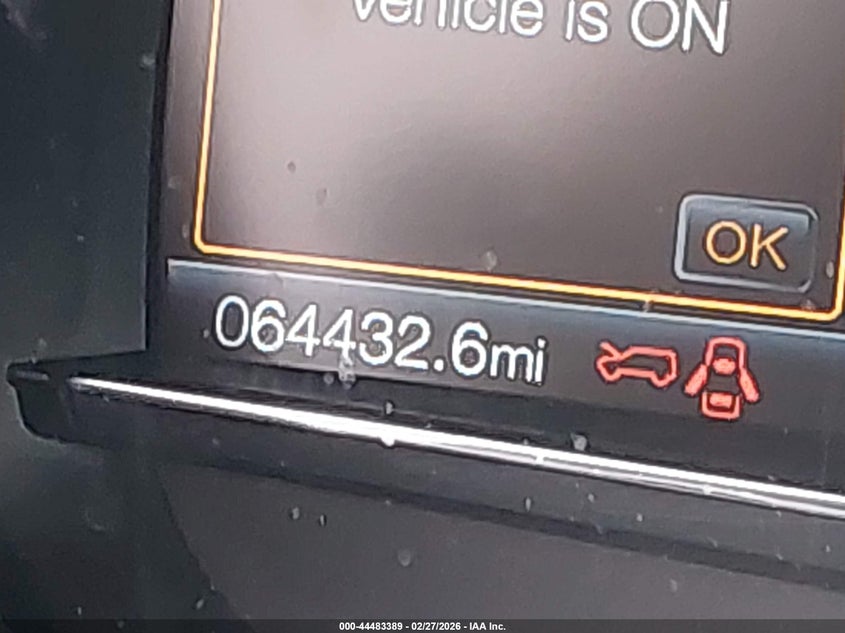 vehicle is ON
OK
064432.6mi
000-44483389 - 02/27/2026 - IAA Inc.